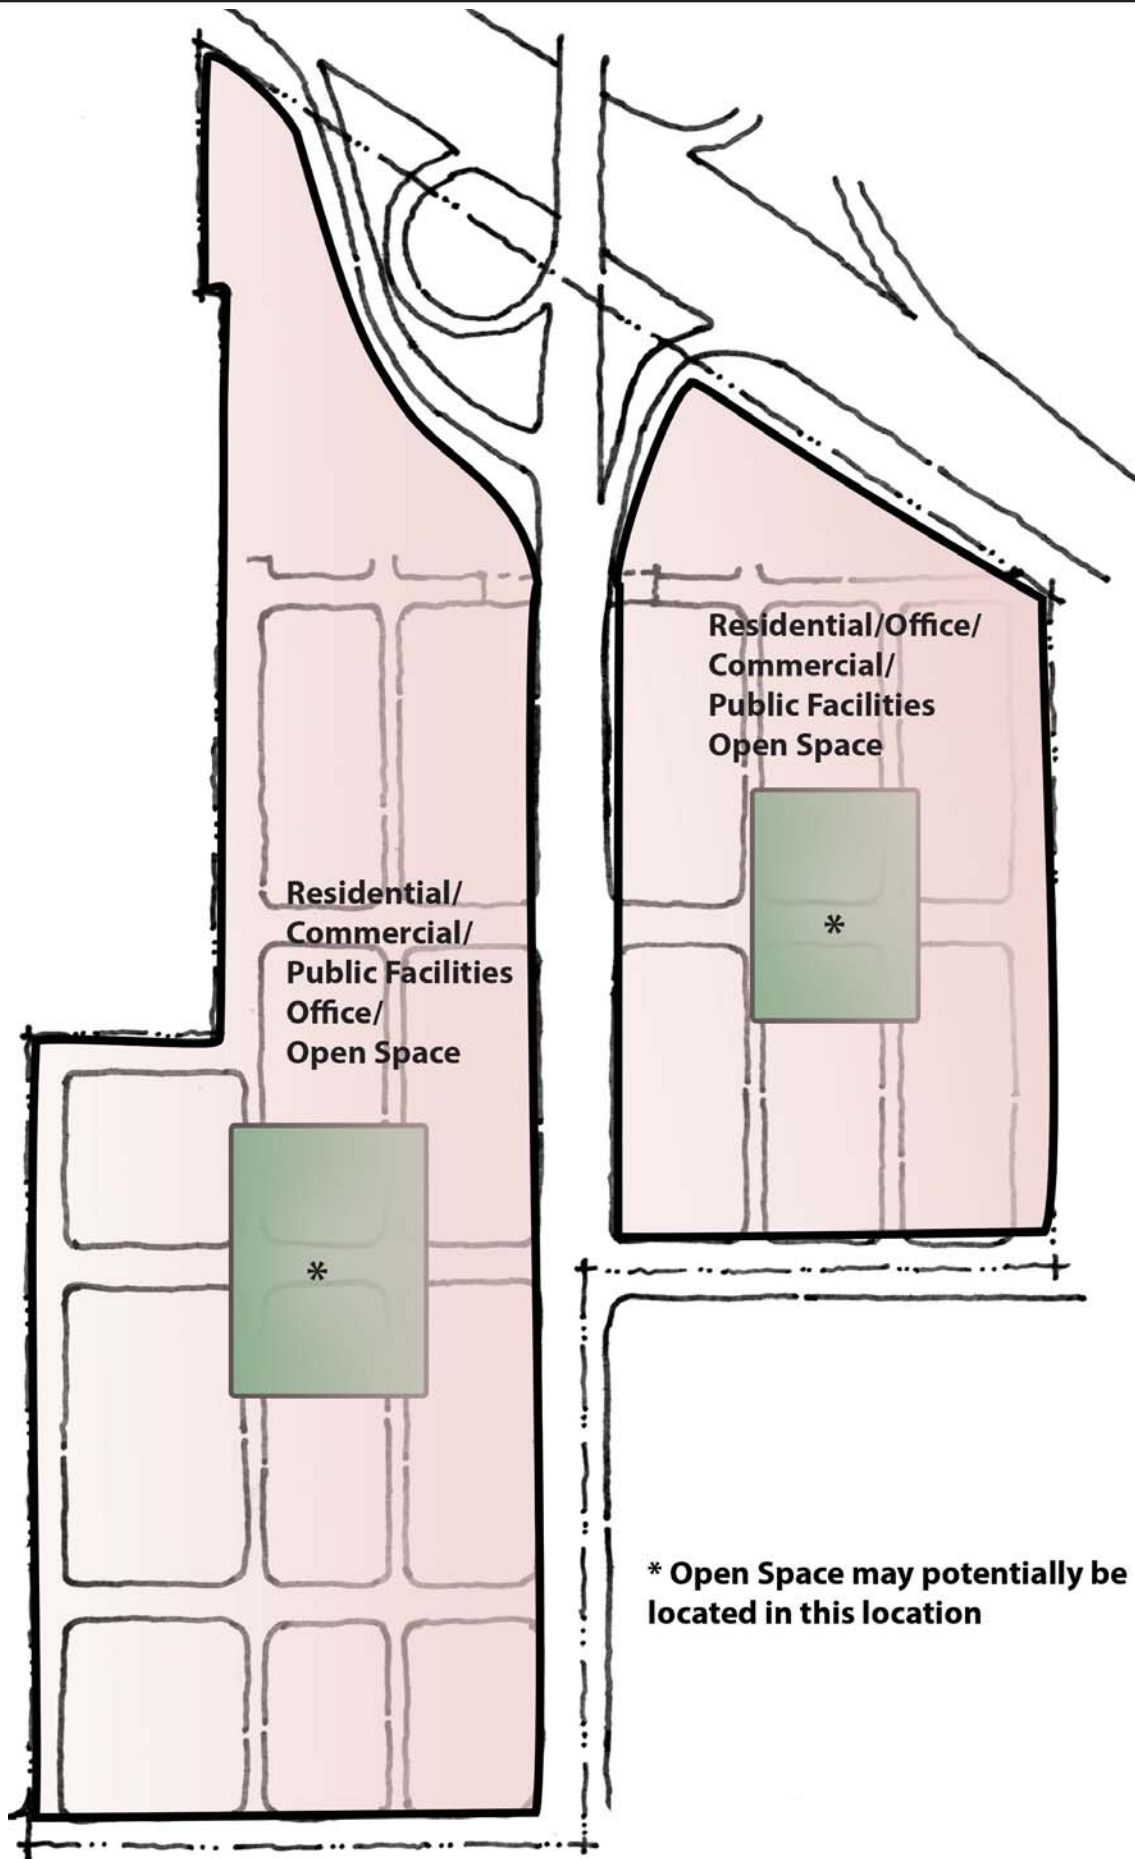 Residential/Office/
Commercial/
Public Facilities
Open Space
*
Residential/
Commercial/
Public Facilities
Office/
Open Space
*
* Open Space may potentially be
located in this location